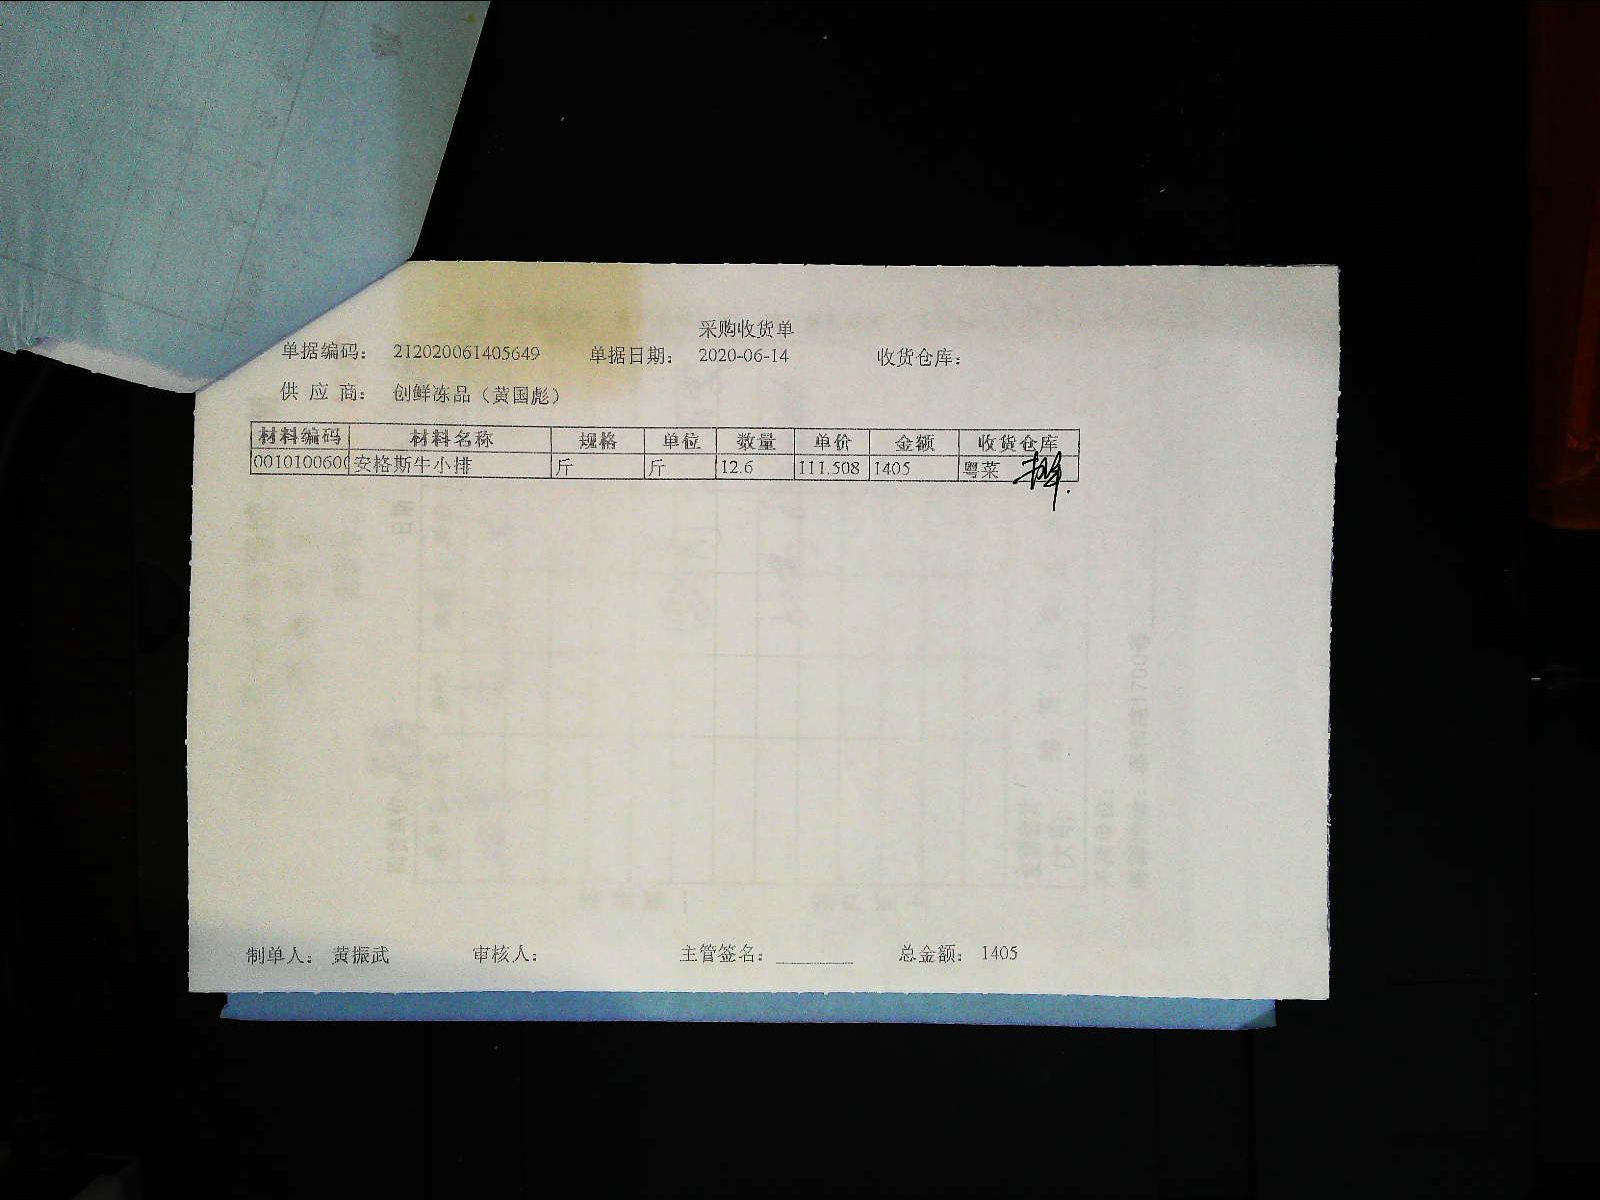 采购收货单
单据编码： 212020061405649 单据日期： 2020-06-14 收货仓库：
供 应 商： 创鲜冻品（黄国彪）
材料编码 材料名称 规格 单位 数量 单价 金额 收货仓库
001010060 安格斯牛小排 斤 斤 12.6 111.508 1405 粤菜
制单人： 黄振武 审核人： 主管签名： 总金额： 1405